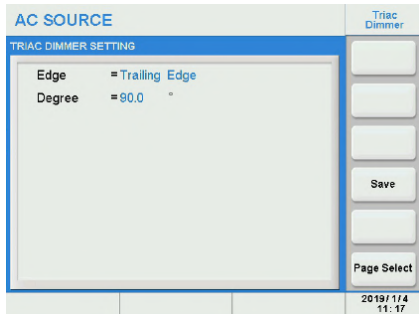 AC SOURCE
Triac
Dimmer
TRIAC DIMMER SETTING
Edge =Trailing Edge
Degree =90.0 °
Save
Page Select
2019/1/4
11:17